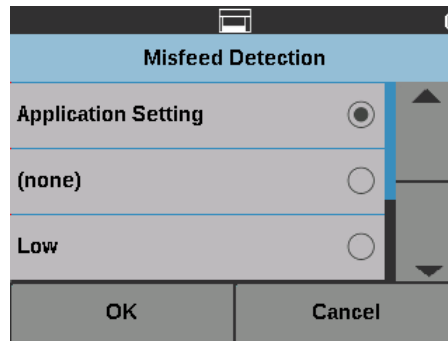 Misfeed Detection
Application Setting
(none)
Low
OK
Cancel